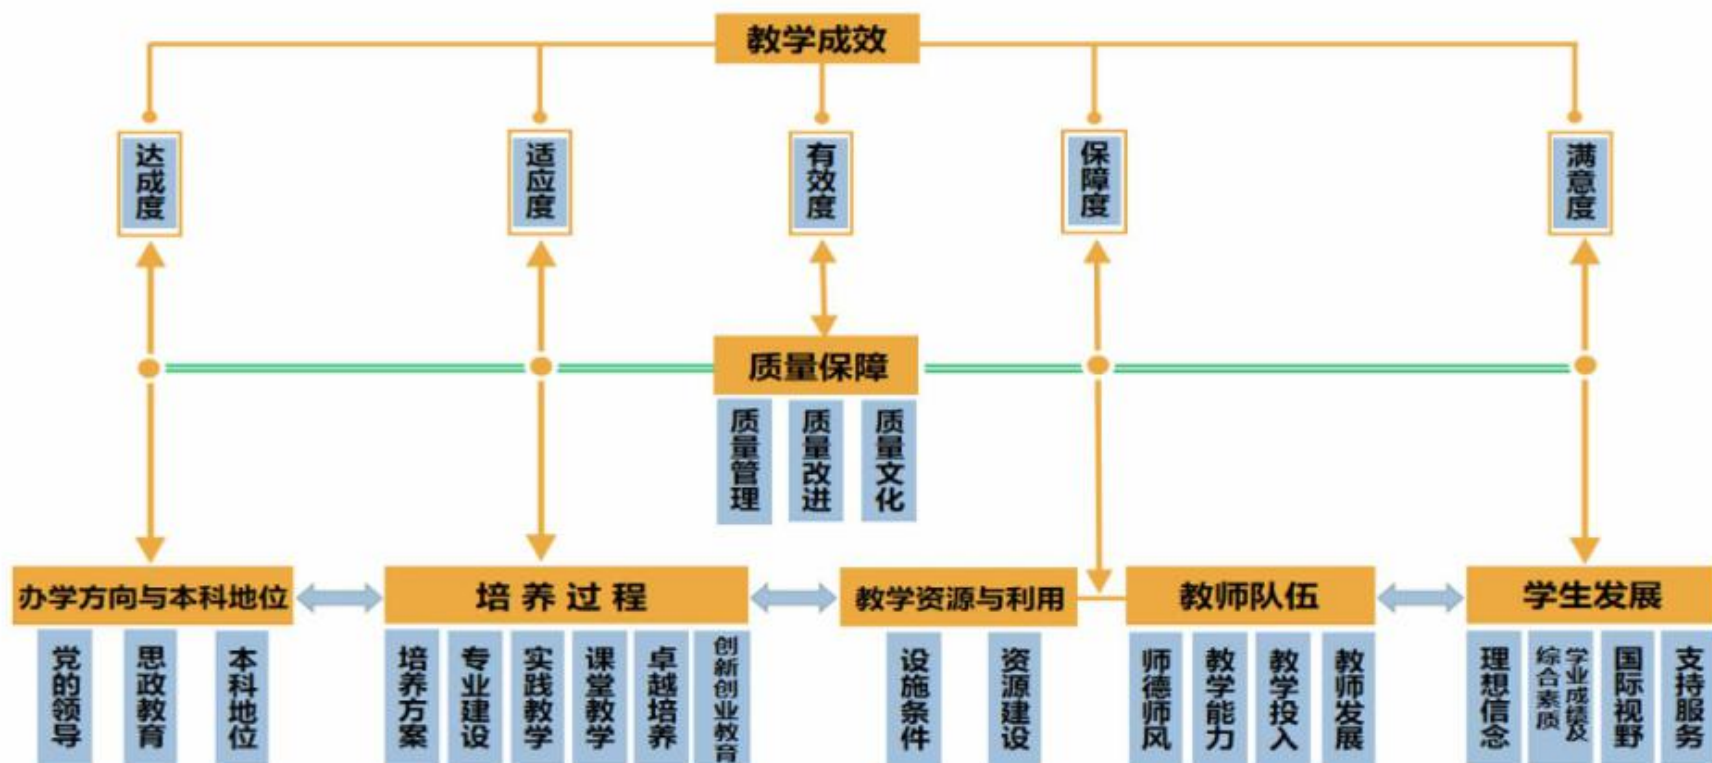 教学成效
达成度
适应度
有效度
保障度
满意度
质量保障
质量管理
质量改进
质量文化
办学方向与本科地位
培养过程
教学资源与利用
教师队伍
学生发展
党的领导
思政教育
本科地位
培养方案
专业建设
实践教学
课堂教学
卓越培养
创新创业教育
设施条件
资源建设
师德师风
教学能力
教学投入
教师发展
理想信念
学业成绩及
综合素质
国际视野
支持服务